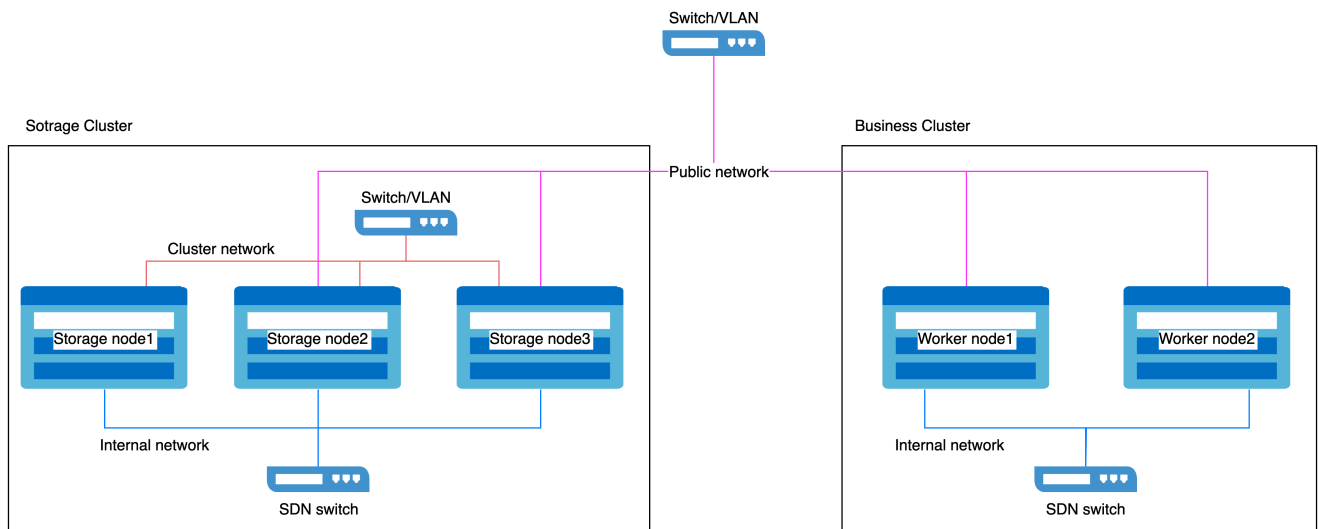 Switch/VLAN
Sotrage Cluster
Business Cluster
Public network
Switch/VLAN
Cluster network
Storage node1
Storage node2
Storage node3
Worker node1
Worker node2
Internal network
Internal network
SDN switch
SDN switch